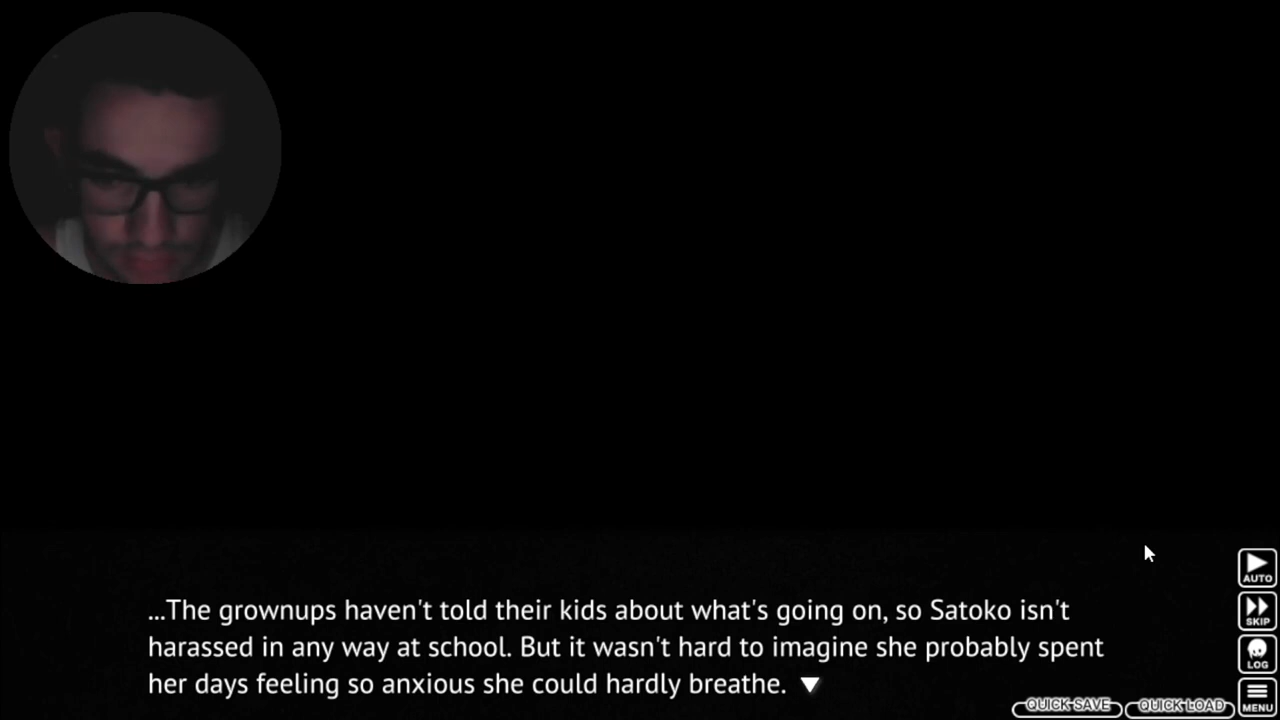 ...The grownups haven't told their kids about what's going on, so Satoko isn't
harassed in any way at school. But it wasn't hard to imagine she probably spent
her days feeling so anxious she could hardly breathe.
AUTO
SKIP
LOG
MENU
QUICK SAVE
QUICK LOAD